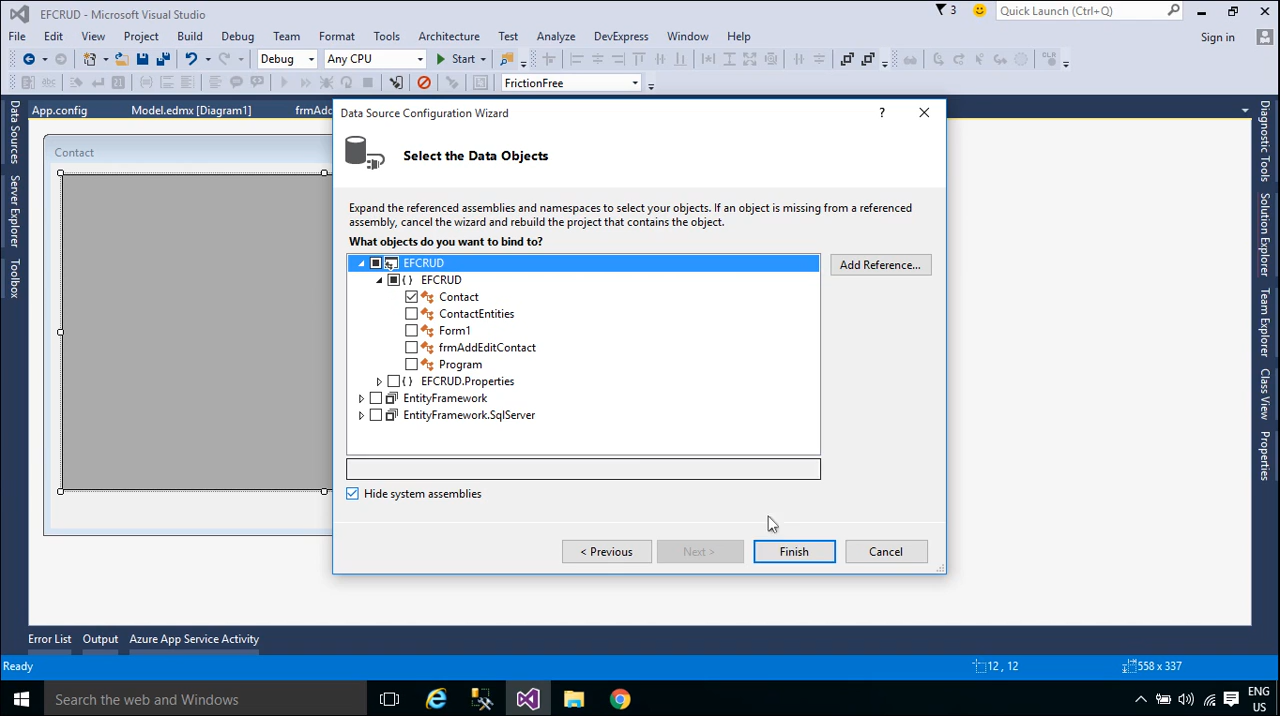 EFCRUD - Microsoft Visual Studio
3
Quick Launch (Ctrl+Q)
File Edit View Project Build Debug Team Format Tools Architecture Test Analyze DevExpress Window Help
Sign in
Debug Any CPU Start
FrictionFree
App.config Model.edmx [Diagram1] frmAdd
Data Sources
Server Explorer
Toolbox
Contact
Data Source Configuration Wizard
?
Select the Data Objects
Expand the referenced assemblies and namespaces to select your objects. If an object is missing from a referenced
assembly, cancel the wizard and rebuild the project that contains the object.
What objects do you want to bind to?
EFCRUD
{ } EFCRUD
Contact
ContactEntities
Form1
frmAddEditContact
Program
{ } EFCRUD.Properties
EntityFramework
EntityFramework.SqlServer
Add Reference...
Hide system assemblies
< Previous Next > Finish Cancel
Diagnostic Tools
Solution Explorer
Team Explorer
Class View
Properties
Error List Output Azure App Service Activity
Ready
12 , 12
558 x 337
Search the web and Windows
ENG
US